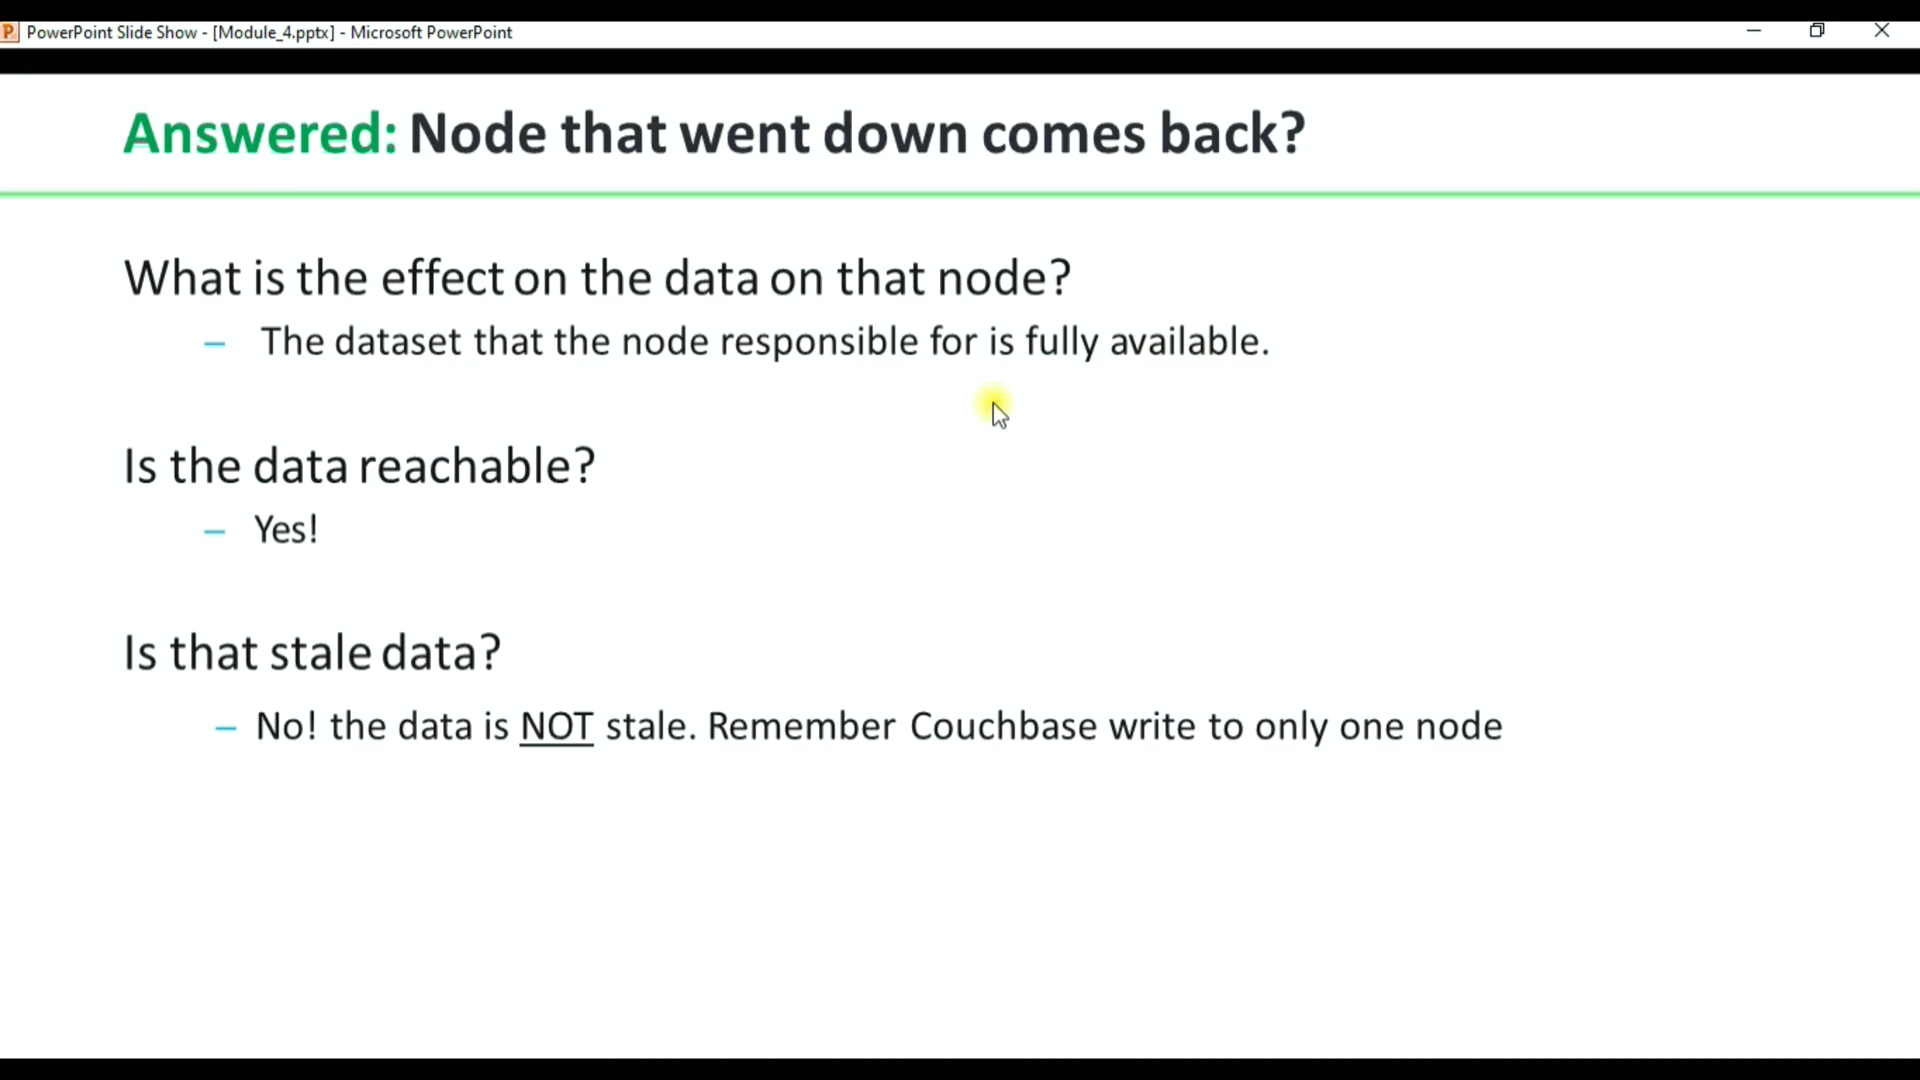 PowerPoint Slide Show - [Module_4.pptx] - Microsoft PowerPoint
Answered: Node that went down comes back?
What is the effect on the data on that node?
– The dataset that the node responsible for is fully available.
Is the data reachable?
– Yes!
Is that stale data?
– No! the data is NOT stale. Remember Couchbase write to only one node